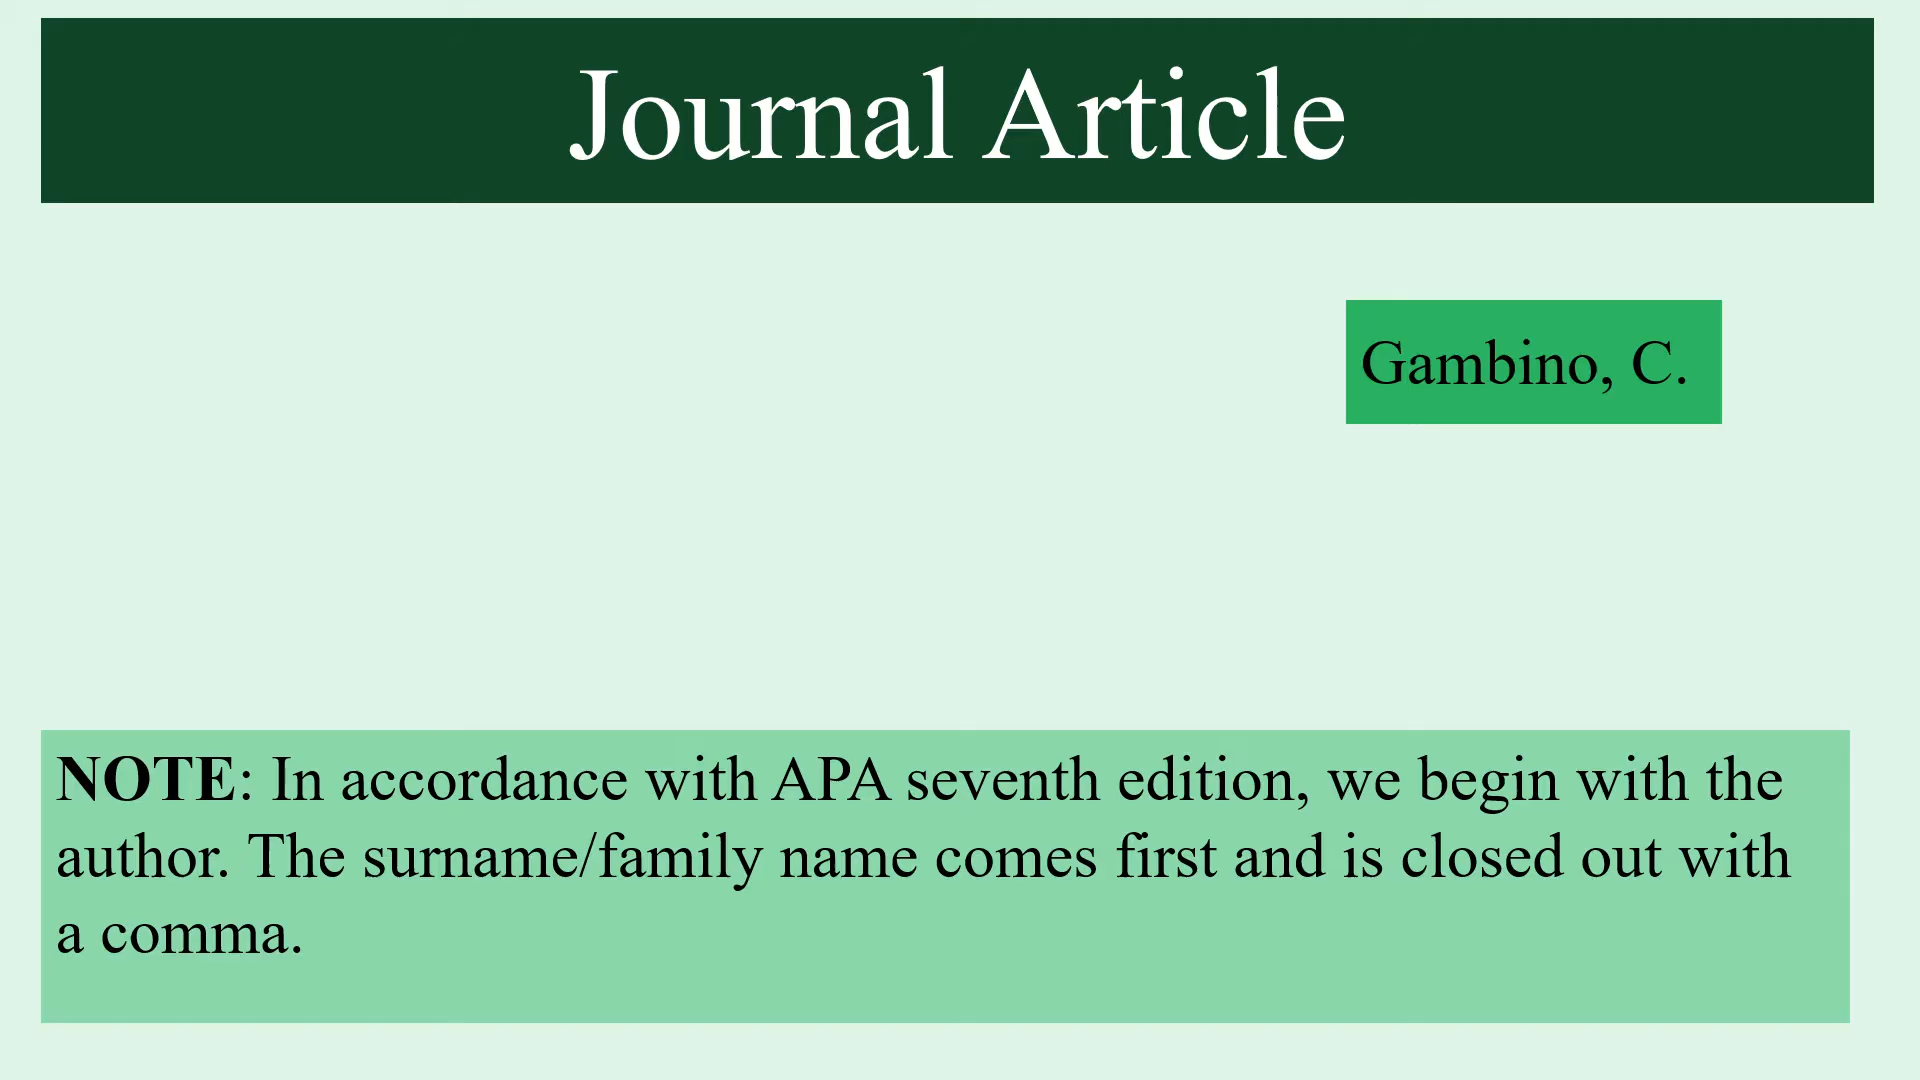 Journal Article
Gambino, C.
NOTE: In accordance with APA seventh edition, we begin with the
author. The surname/family name comes first and is closed out with
a comma.